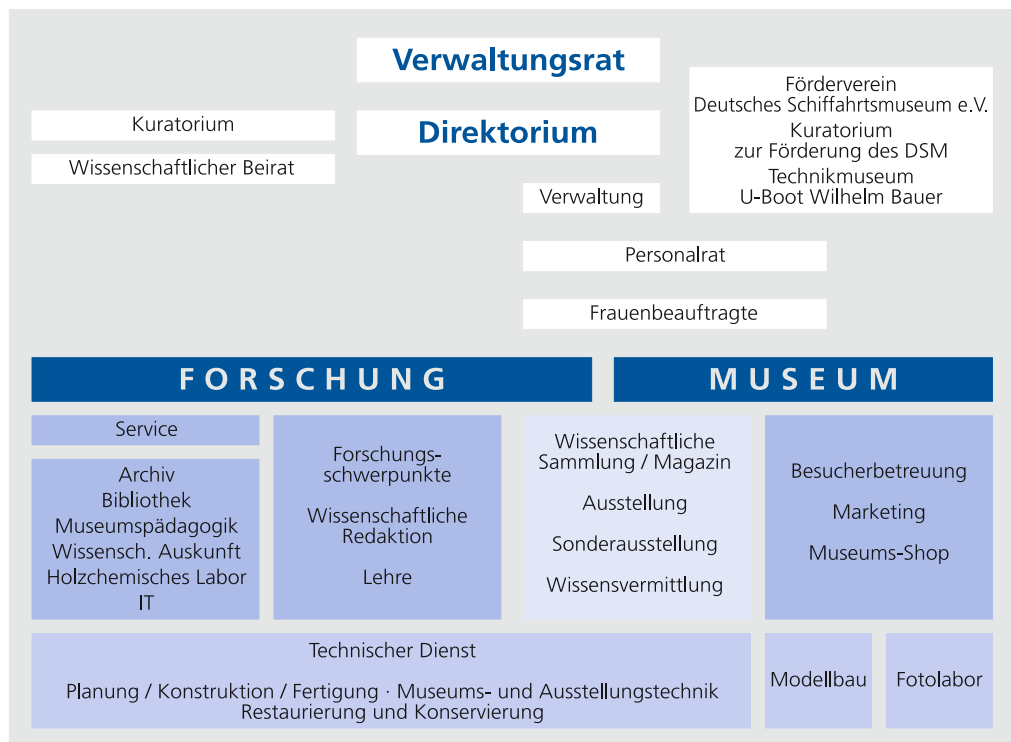 Verwaltungsrat
Direktorium
Kuratorium
Wissenschaftlicher Beirat
Förderverein
Deutsches Schiffahrtsmuseum e.V.
Kuratorium
zur Förderung des DSM
Technikmuseum
U-Boot Wilhelm Bauer
Verwaltung
Personalrat
Frauenbeauftragte
FORSCHUNG
MUSEUM
Service
Archiv
Bibliothek
Museumspädagogik
Wissensch. Auskunft
Holzchemisches Labor
IT
Forschungs-
schwerpunkte
Wissenschaftliche
Redaktion
Lehre
Wissenschaftliche
Sammlung / Magazin
Ausstellung
Sonderausstellung
Wissensvermittlung
Besucherbetreuung
Marketing
Museums-Shop
Technischer Dienst
Planung / Konstruktion / Fertigung · Museums- und Ausstellungstechnik
Restaurierung und Konservierung
Modellbau
Fotolabor